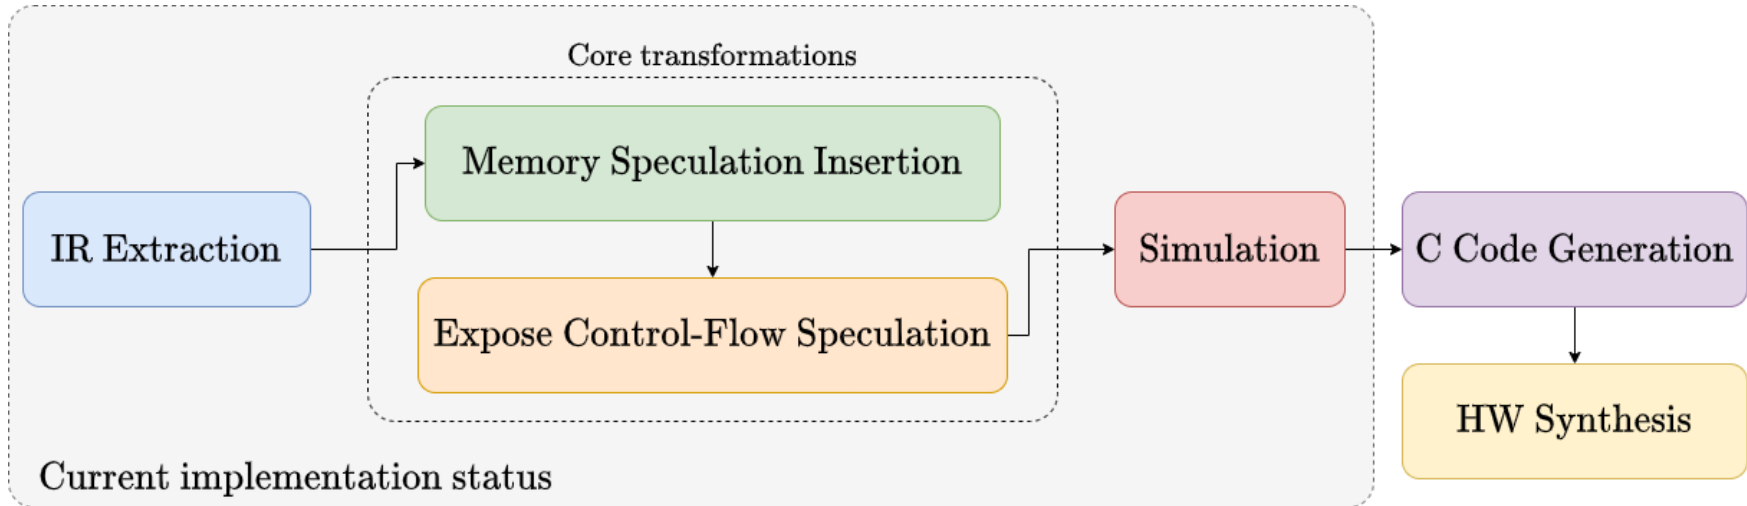 Core transformations
Memory Speculation Insertion
IR Extraction
Simulation
C Code Generation
Expose Control-Flow Speculation
HW Synthesis
Current implementation status